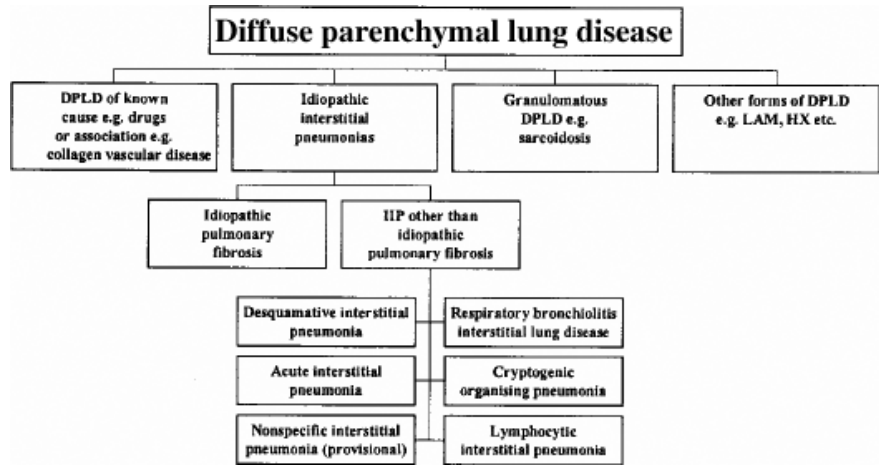 Diffuse parenchymal lung disease
DPLD of known
cause e.g. drugs
or association e.g.
collagen vascular disease
Idiopathic
interstitial
pneumonias
Granulomatous
DPLD e.g.
sarcoidosis
Other forms of DPLD
e.g. LAM, HX etc.
Idiopathic
pulmonary
fibrosis
IIP other than
idiopathic
pulmonary fibrosis
Desquamative interstitial
pneumonia
Respiratory bronchiolitis
interstitial lung disease
Acute interstitial
pneumonia
Cryptogenic
organising pneumonia
Nonspecific interstitial
pneumonia (provisional)
Lymphocytic
interstitial pneumonia